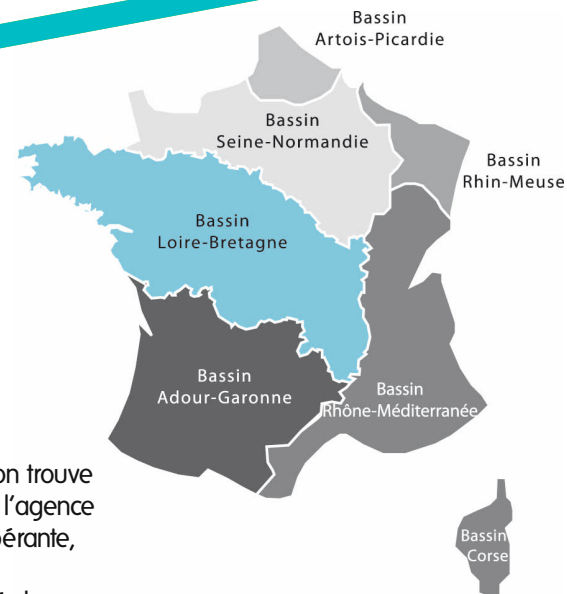 Bassin
Artois-Picardie
Bassin
Seine-Normandie
Bassin
Rhin-Meuse
Bassin
Loire-Bretagne
Bassin
Adour-Garonne
Bassin
Rhône-Méditerranée
on trouve
l'agence
érante,
Bassin
Corse